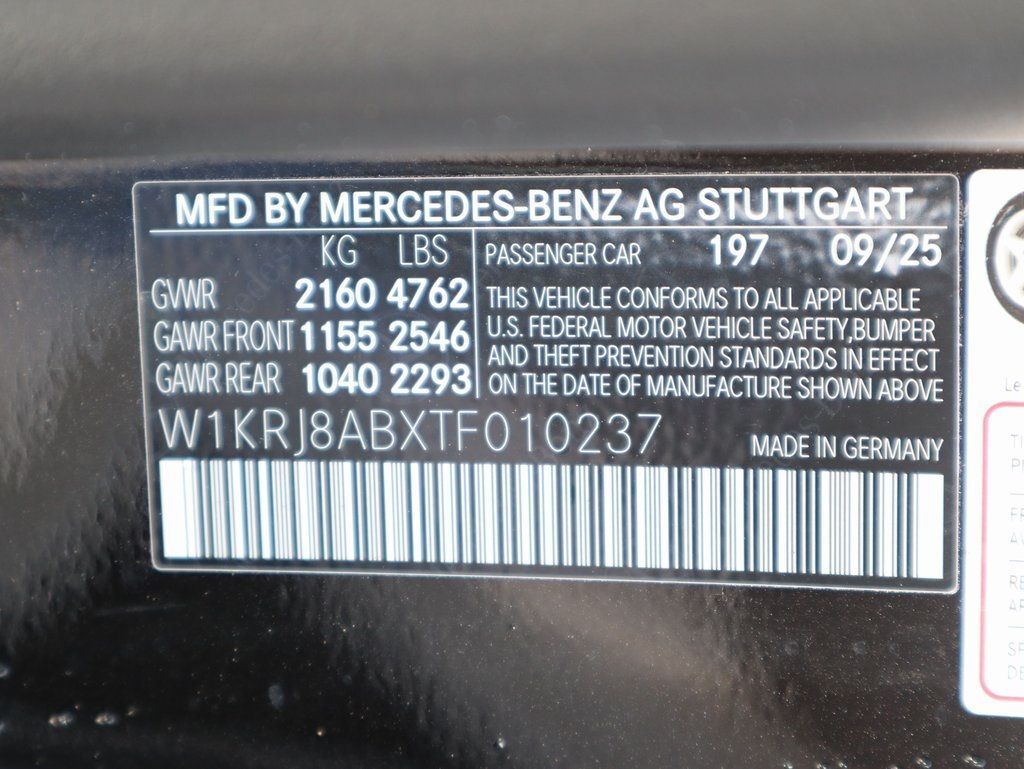 MFD BY MERCEDES-BENZ AG STUTTGART
KG LBS PASSENGER CAR 197 09/25
GVWR 2160 4762
GAWR FRONT 1155 2546
GAWR REAR 1040 2293
THIS VEHICLE CONFORMS TO ALL APPLICABLE
U.S. FEDERAL MOTOR VEHICLE SAFETY,BUMPER
AND THEFT PREVENTION STANDARDS IN EFFECT
ON THE DATE OF MANUFACTURE SHOWN ABOVE
W1KRJ8ABXTF010237 MADE IN GERMANY